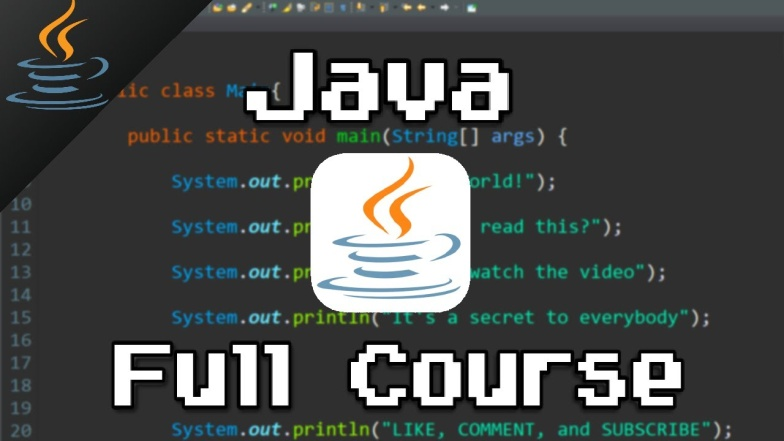 Java
lic class Ma {
public static void main(String[] args) {
System.out.pr orld!");
10
11 System.out.pr read this?");
12
13 System.out.pr watch the video");
14
15 System.out.println("It's a secret to everybody");
16
17
18
19
20 System.out.println("LIKE, COMMENT, and SUBSCRIBE");
Full Course